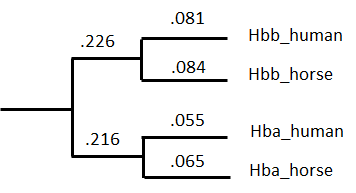 .081
.226 Hbb_human
.084 Hbb_horse
.055
.216 Hba_human
.065 Hba_horse